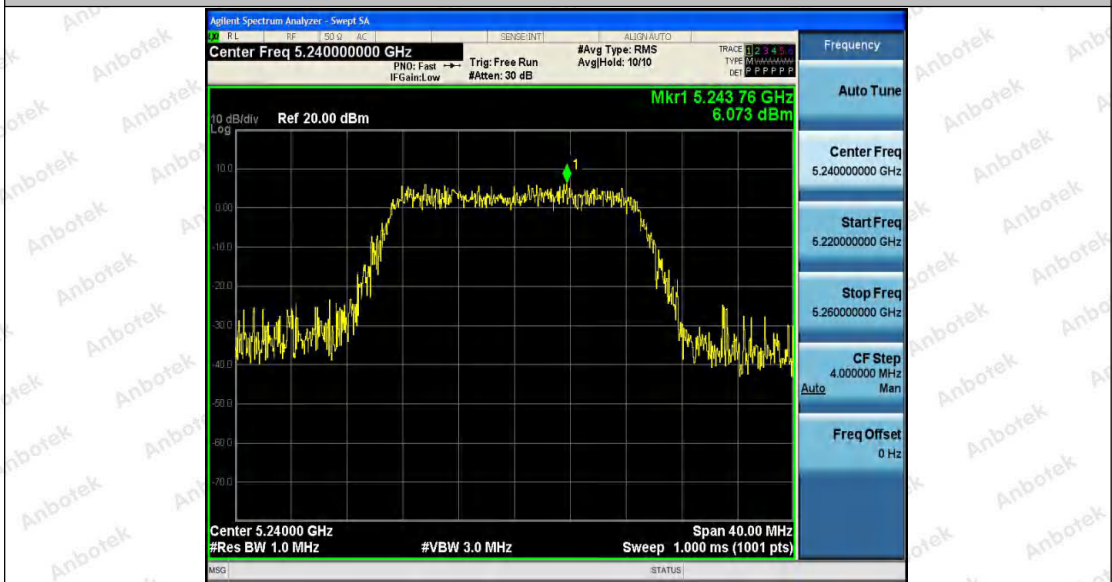 Agilent Spectrum Analyzer - Swept SA
LXI RL RF 50 Ω AC SENSE:INT ALIGN AUTO
Center Freq 5.240000000 GHz
PNO: Fast
IFGain:Low
Trig: Free Run
#Atten: 30 dB
#Avg Type: RMS
Avg|Hold: 10/10
TRACE 1 2 3 4 5 6
TYPE M
DET P P P P P P
Mkr1 5.243 76 GHz
6.073 dBm
10 dB/div
Log
Ref 20.00 dBm
1
10.0
0.00
-10.0
-20.0
-30.0
-40.0
-50.0
-60.0
-70.0
Center 5.24000 GHz
Span 40.00 MHz
#Res BW 1.0 MHz
#VBW 3.0 MHz
Sweep 1.000 ms (1001 pts)
MSG
STATUS
Frequency
Auto Tune
Center Freq
5.240000000 GHz
Start Freq
5.220000000 GHz
Stop Freq
5.260000000 GHz
CF Step
4.000000 MHz
Auto Man
Freq Offset
0 Hz
Anbotek